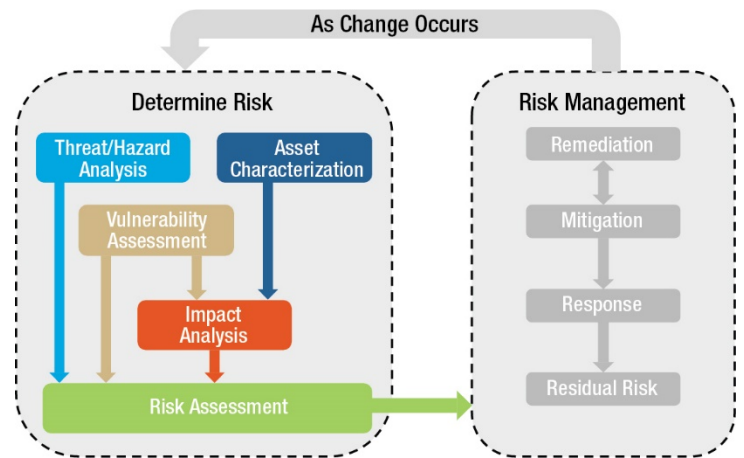 As Change Occurs
Determine Risk
Threat/Hazard
Analysis
Asset
Characterization
Vulnerability
Assessment
Impact
Analysis
Risk Assessment
Risk Management
Remediation
Mitigation
Response
Residual Risk